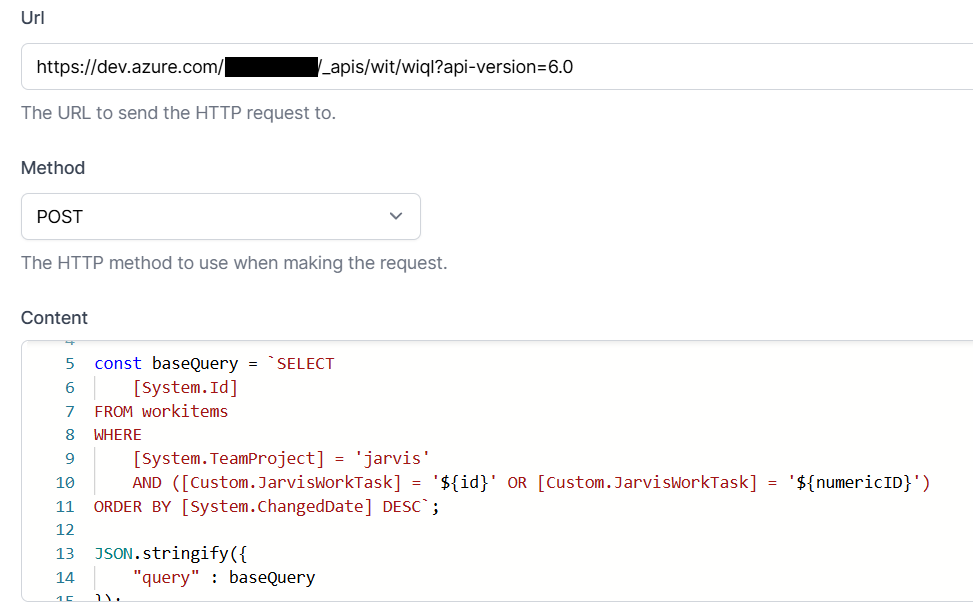 Url
https://dev.azure.com/ /_apis/wit/wiql?api-version=6.0
The URL to send the HTTP request to.
Method
POST
The HTTP method to use when making the request.
Content
4
5 const baseQuery = `SELECT
6 [System.Id]
7 FROM workitems
8 WHERE
9 [System.TeamProject] = 'jarvis'
10 AND ([Custom.JarvisWorkTask] = '${id}' OR [Custom.JarvisWorkTask] = '${numericID}')
11 ORDER BY [System.ChangedDate] DESC`;
12
13 JSON.stringify({
14 "query" : baseQuery
15 });